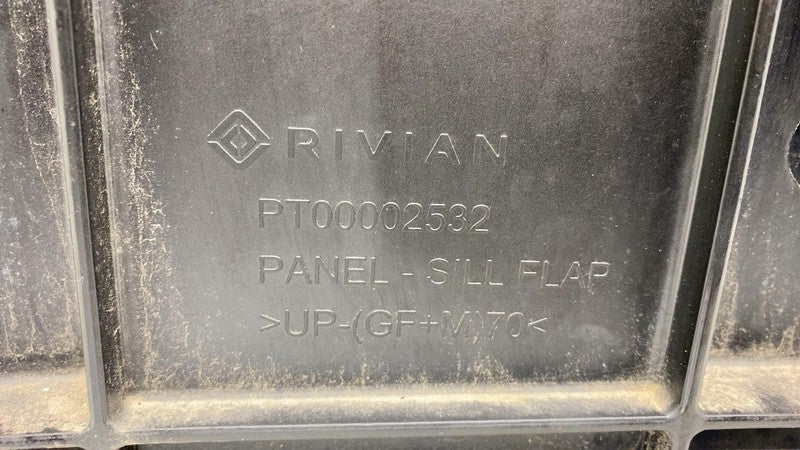 RIVIAN
PT00002532
PANEL - SILL FLAP
>UP-(GF+M)70<